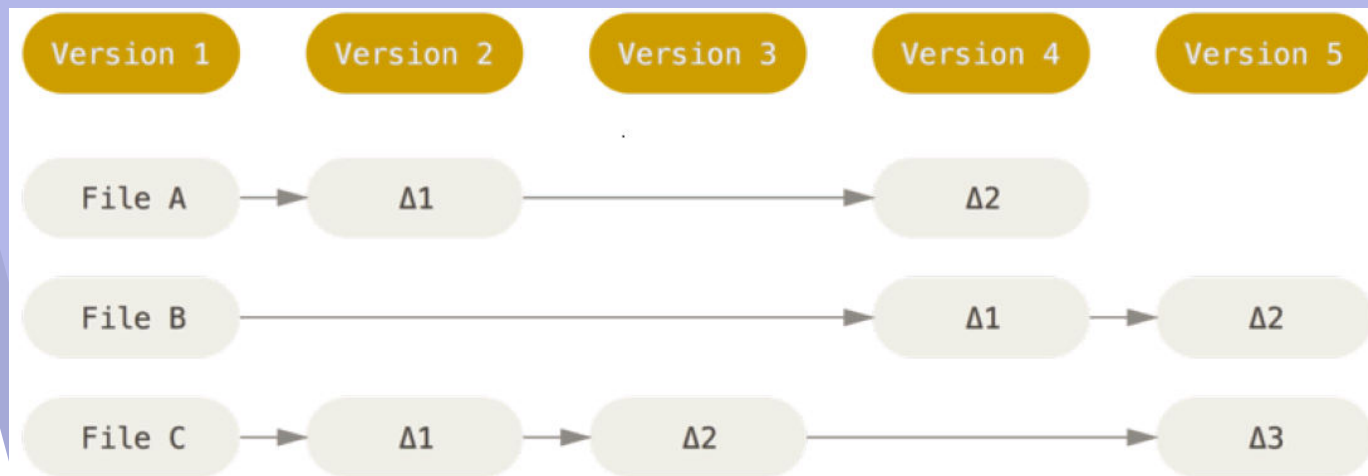 Version 1 Version 2 Version 3 Version 4 Version 5
File A Δ1 Δ2
File B Δ1 Δ2
File C Δ1 Δ2 Δ3